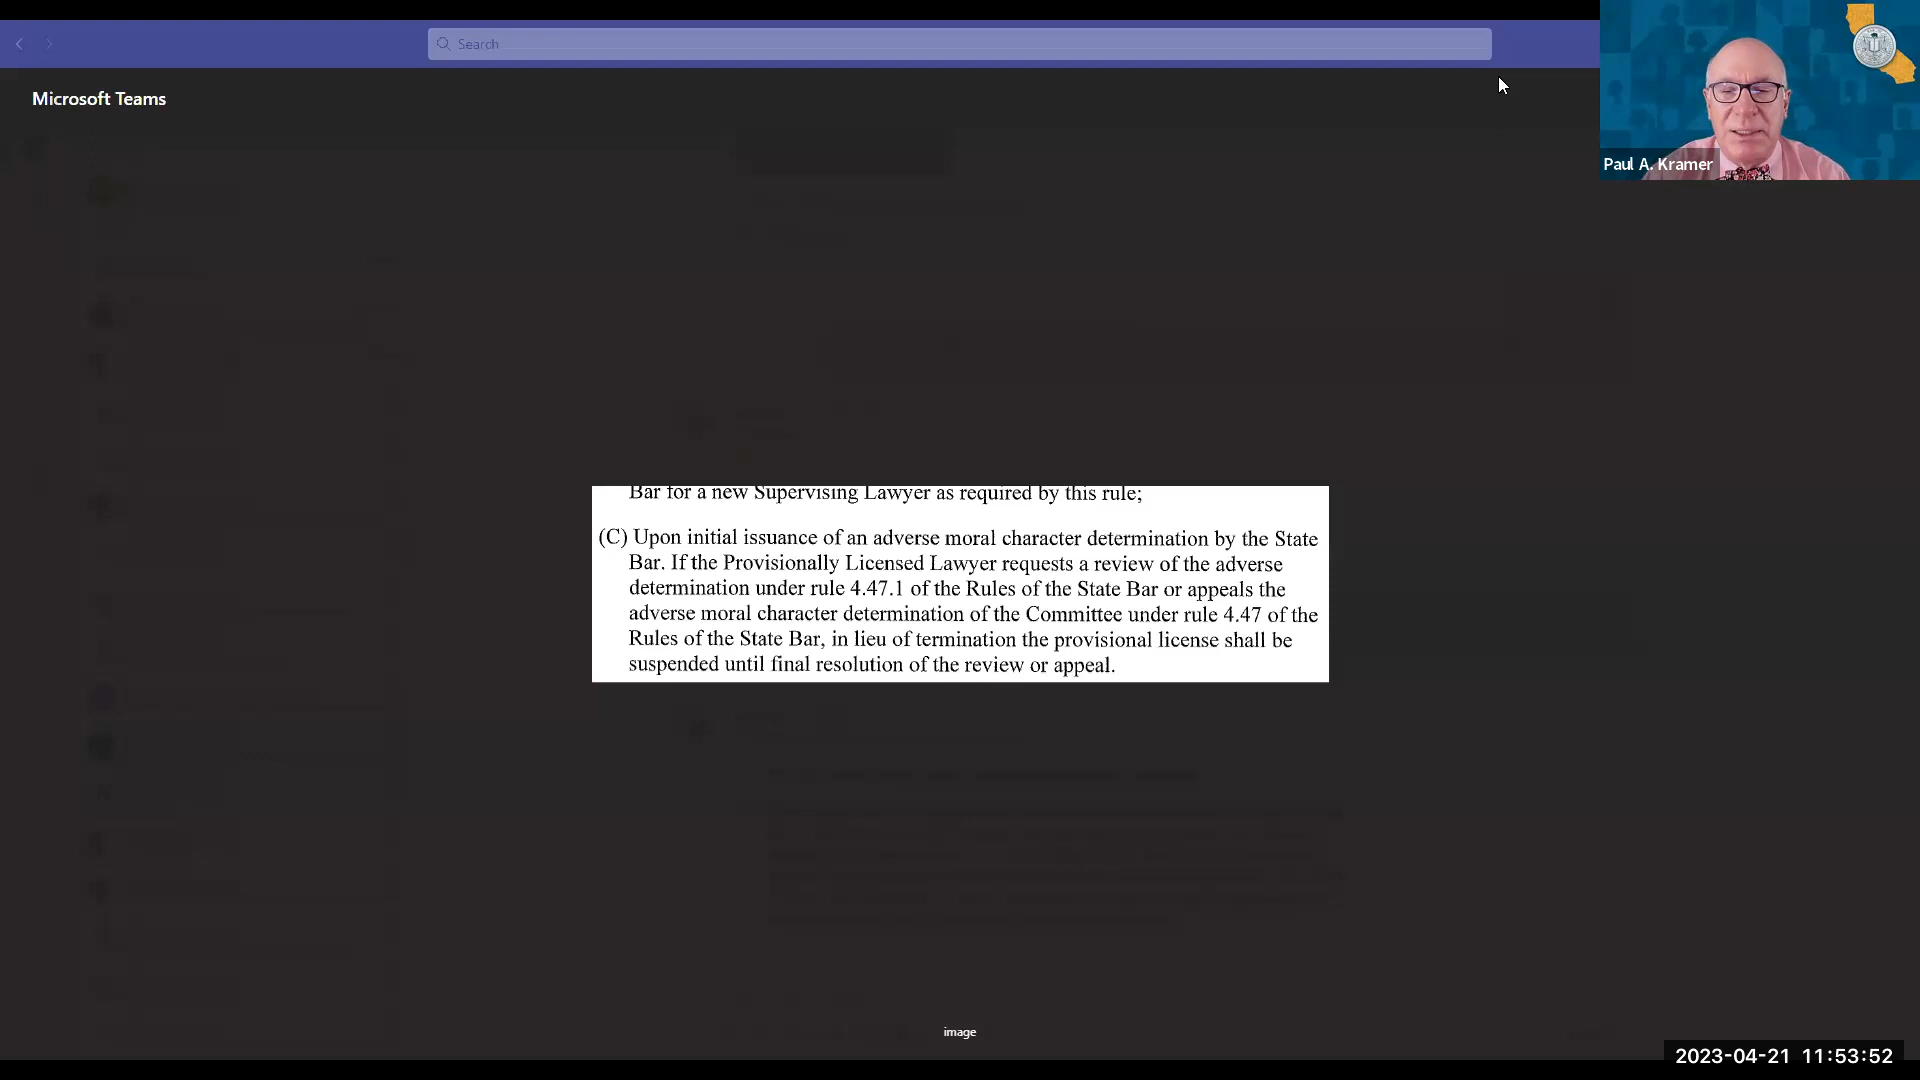 Search
Microsoft Teams
Paul A. Kramer
Bar for a new Supervising Lawyer as required by this rule;
(C) Upon initial issuance of an adverse moral character determination by the State
Bar. If the Provisionally Licensed Lawyer requests a review of the adverse
determination under rule 4.47.1 of the Rules of the State Bar or appeals the
adverse moral character determination of the Committee under rule 4.47 of the
Rules of the State Bar, in lieu of termination the provisional license shall be
suspended until final resolution of the review or appeal.
image
2023-04-21 11:53:52